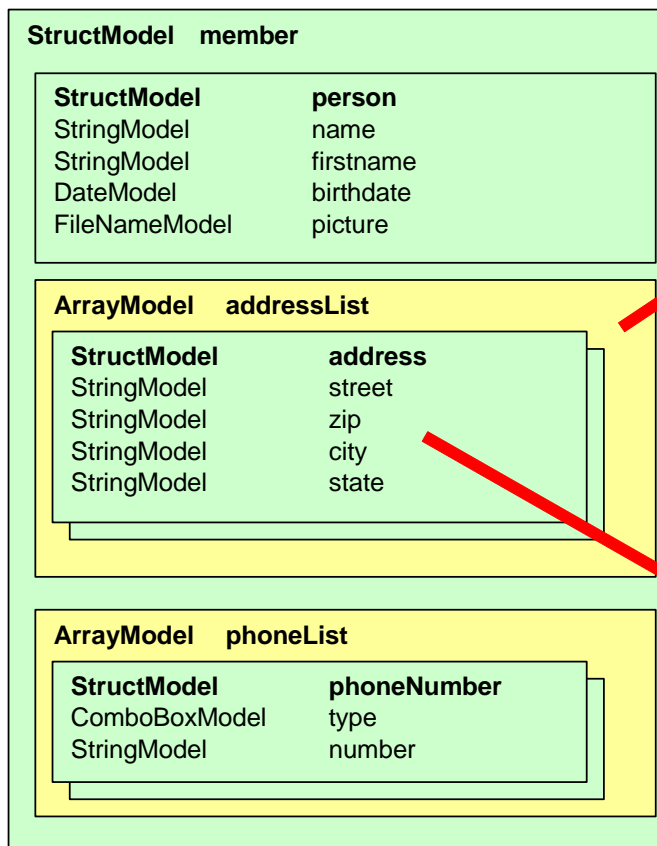 StructModel member
StructModel person
StringModel name
StringModel firstname
DateModel birthdate
FileNameModel picture
ArrayModel addressList
StructModel address
StringModel street
StringModel zip
StringModel city
StringModel state
ArrayModel phoneList
StructModel phoneNumber
ComboBoxModel type
StringModel number